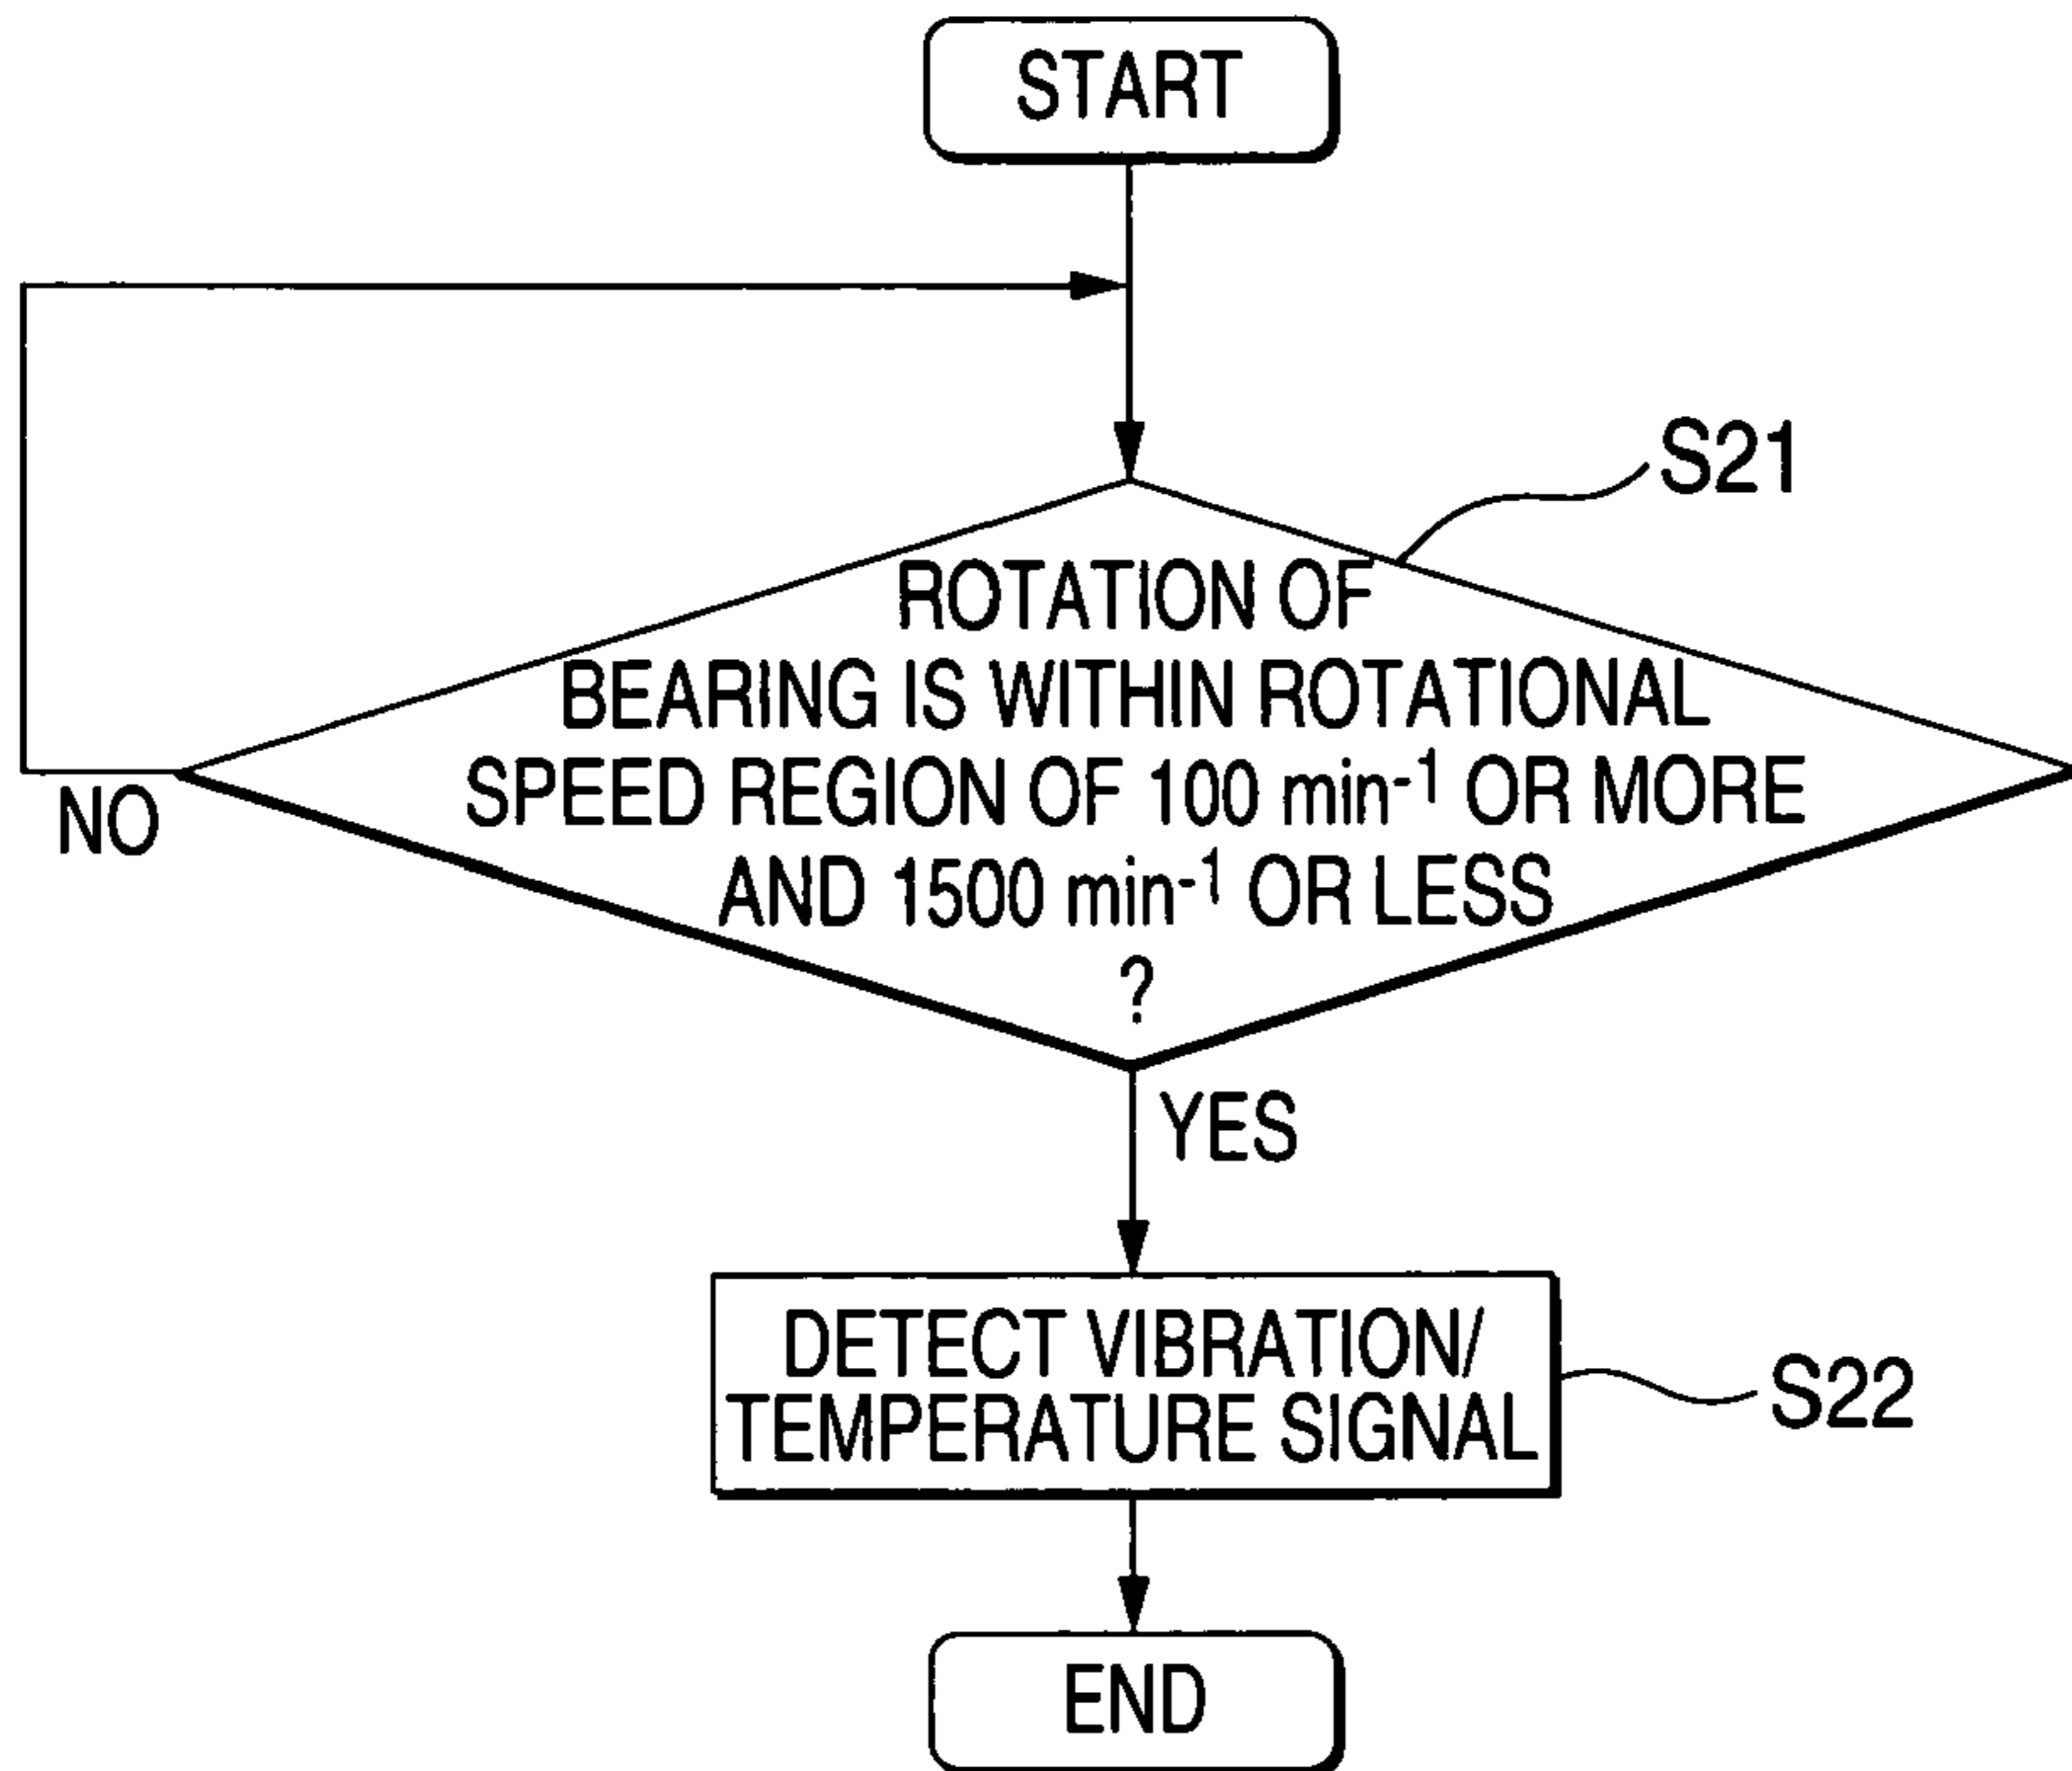 START
S21
ROTATION OF
BEARING IS WITHIN ROTATIONAL
SPEED REGION OF 100 min⁻¹ OR MORE
AND 1500 min⁻¹ OR LESS
?
NO
YES
DETECT VIBRATION/
TEMPERATURE SIGNAL
S22
END